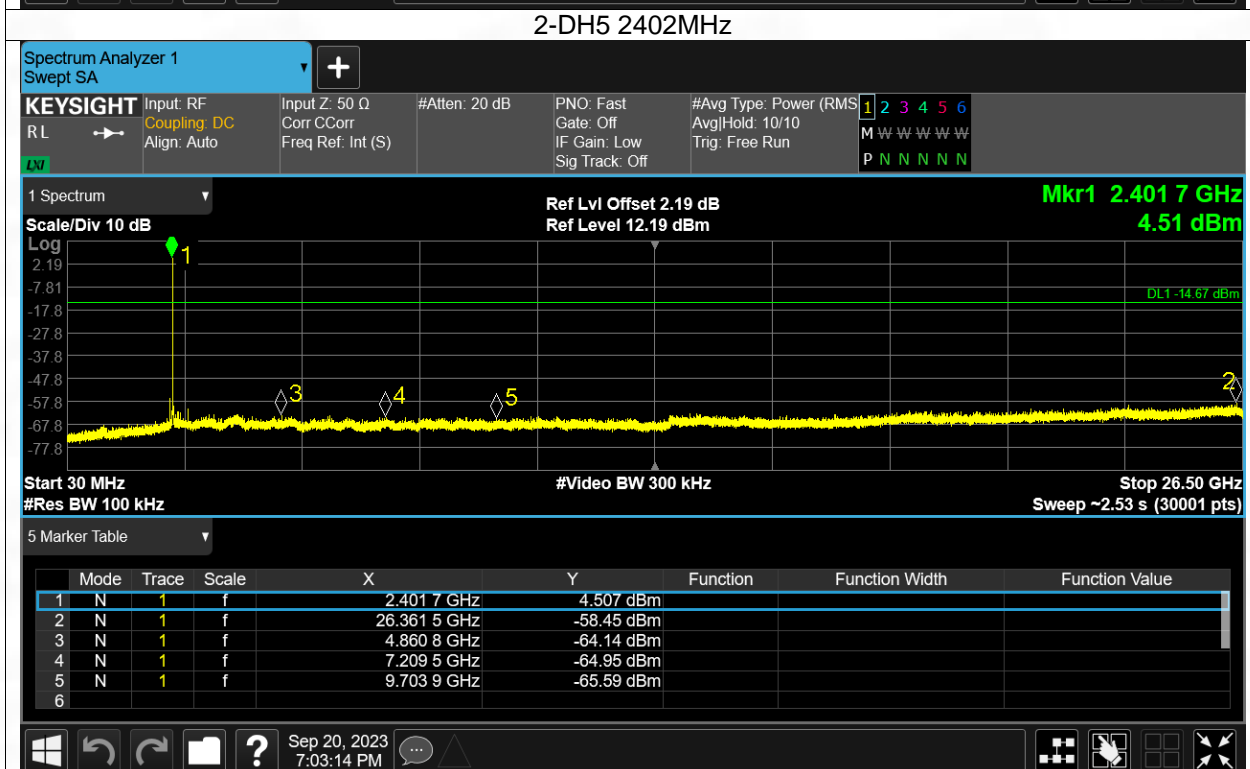 2-DH5 2402MHz
Spectrum Analyzer 1
Swept SA
+
KEYSIGHT Input: RF Input Z: 50 Ω #Atten: 20 dB PNO: Fast #Avg Type: Power (RMS 1 2 3 4 5 6
RL Coupling: DC Corr CCorr Gate: Off Avg|Hold: 10/10 M W W W W W
Align: Auto Freq Ref: Int (S) IF Gain: Low Trig: Free Run
LXI Sig Track: Off P N N N N N
1 Spectrum Ref Lvl Offset 2.19 dB Mkr1 2.401 7 GHz
Scale/Div 10 dB Ref Level 12.19 dBm 4.51 dBm
Log
1
2.19
-7.81
DL1 -14.67 dBm
-17.8
-27.8
-37.8
-47.8
3 4 5 2
-57.8
-67.8
-77.8
Start 30 MHz #Video BW 300 kHz Stop 26.50 GHz
#Res BW 100 kHz Sweep ~2.53 s (30001 pts)
5 Marker Table
Mode Trace Scale X Y Function Function Width Function Value
1 N 1 f 2.401 7 GHz 4.507 dBm
2 N 1 f 26.361 5 GHz -58.45 dBm
3 N 1 f 4.860 8 GHz -64.14 dBm
4 N 1 f 7.209 5 GHz -64.95 dBm
5 N 1 f 9.703 9 GHz -65.59 dBm
6
? Sep 20, 2023
7:03:14 PM